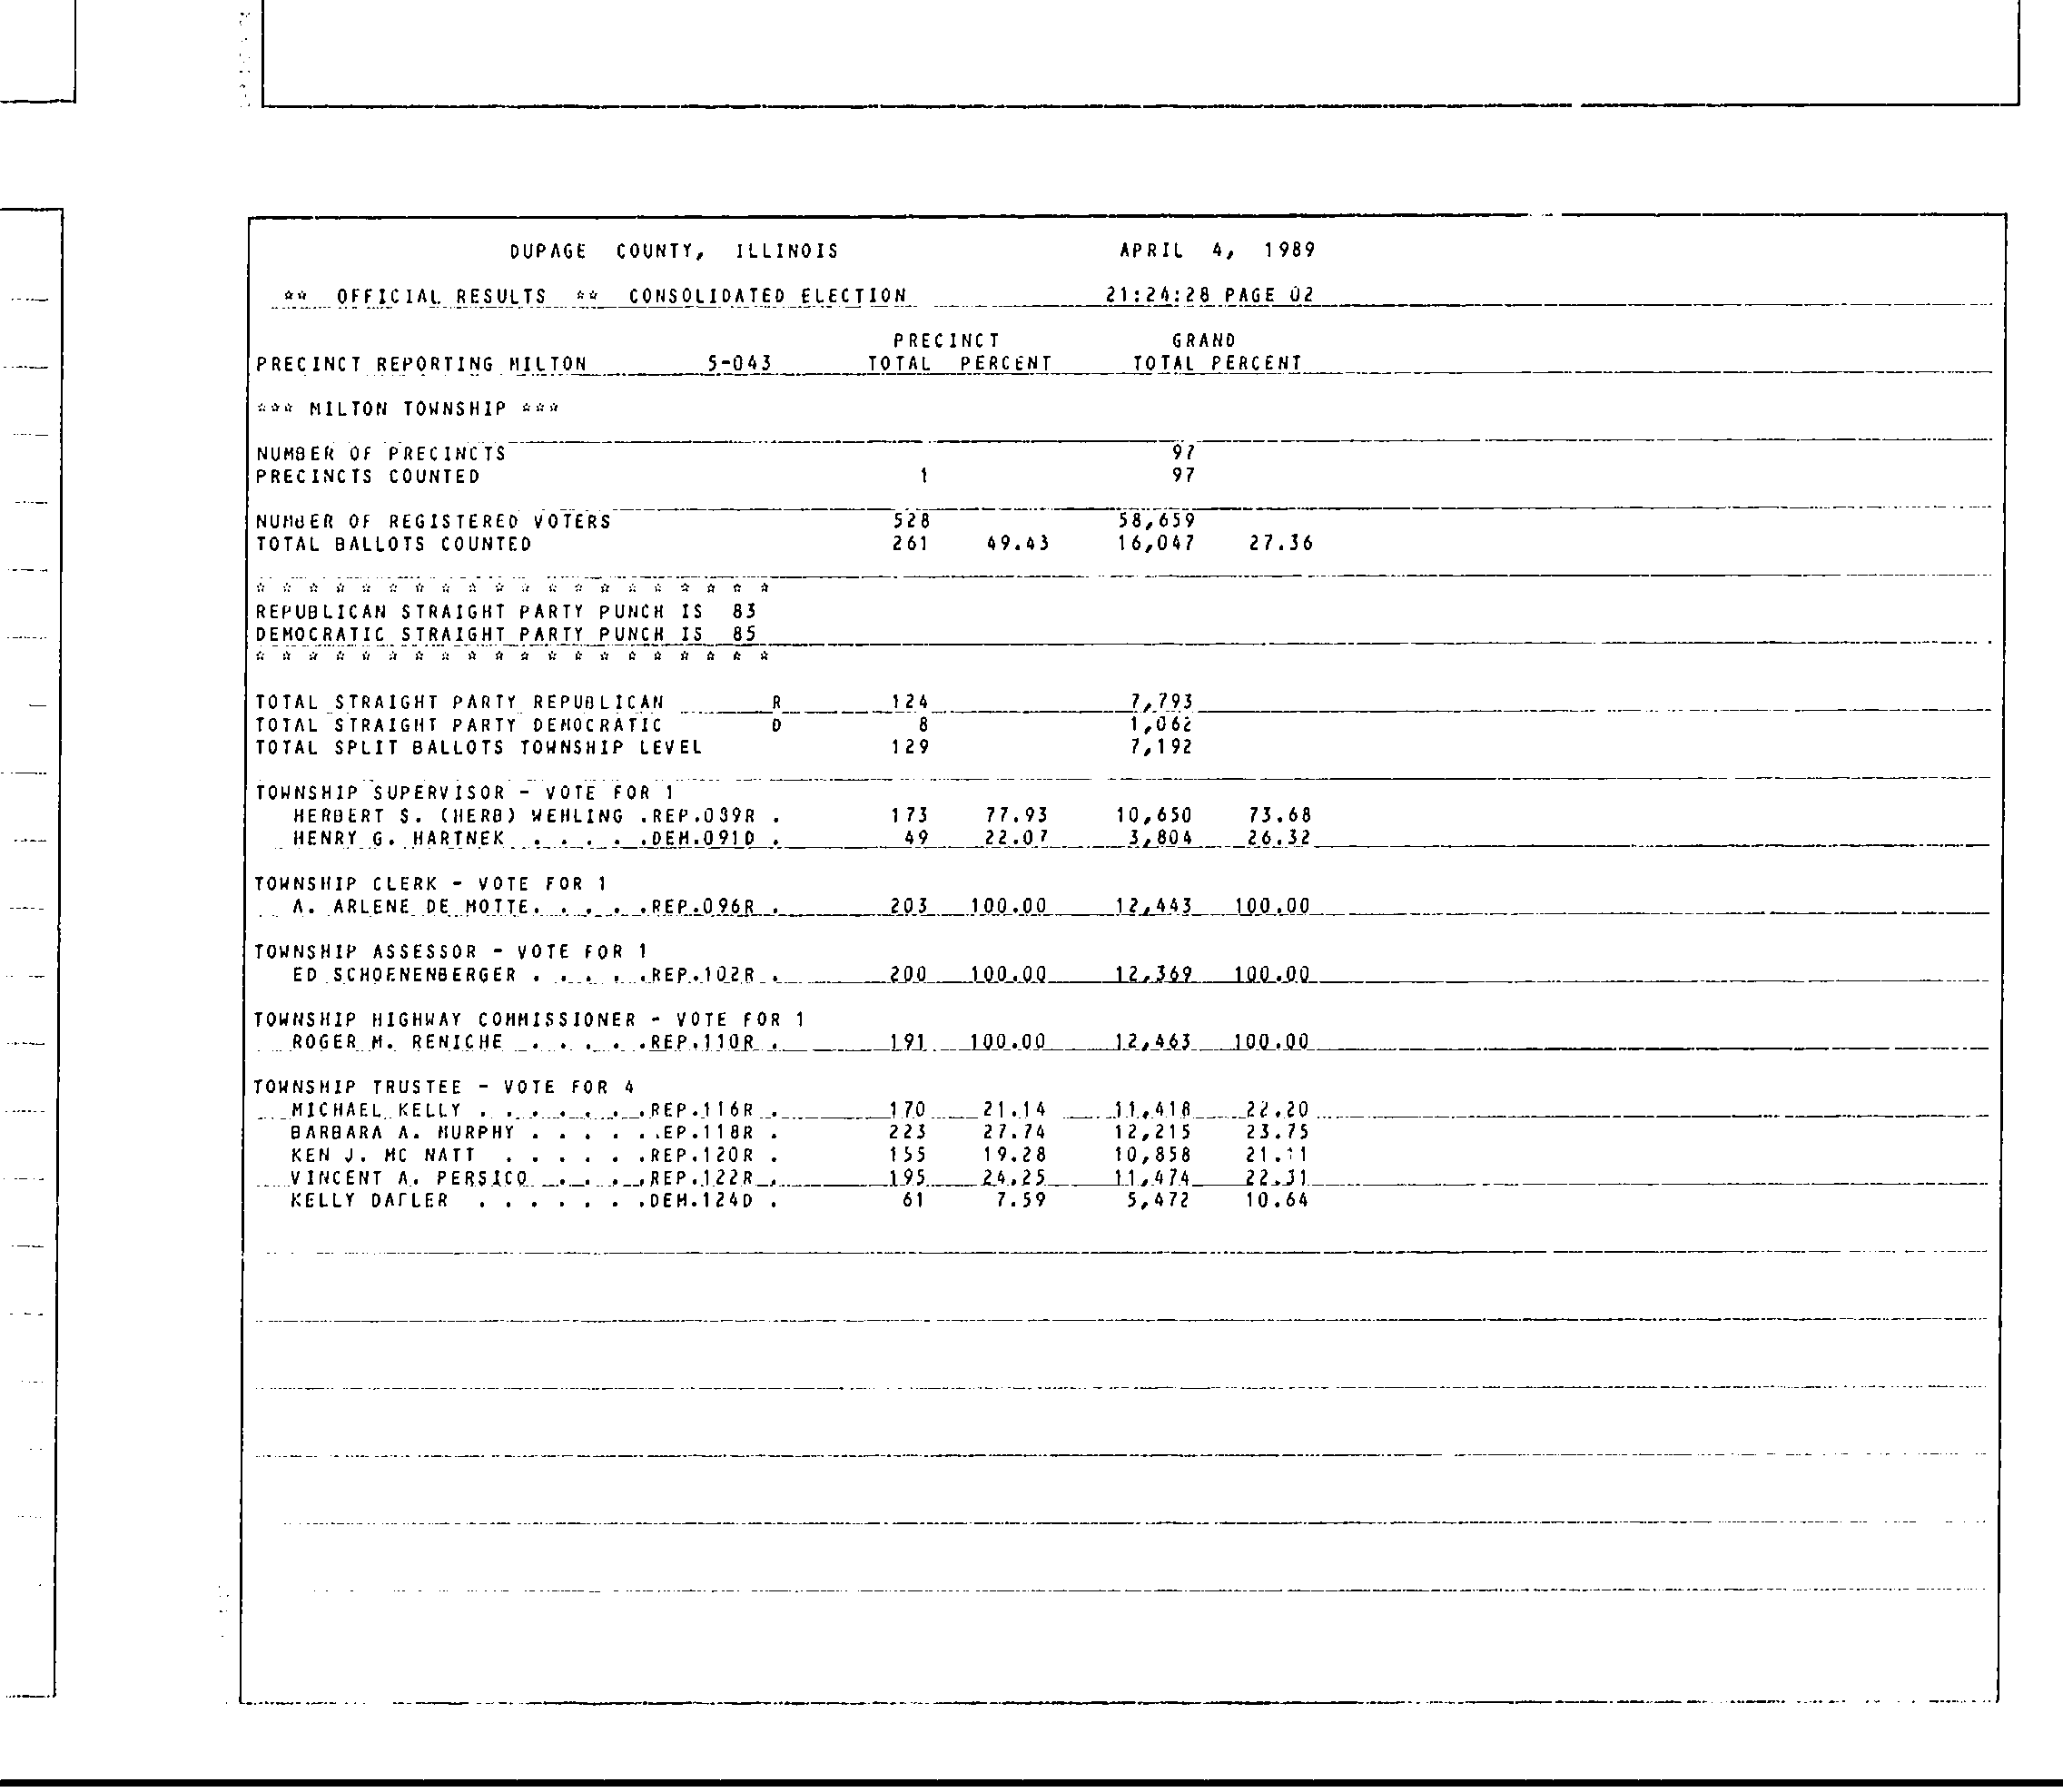 DUPAGE COUNTY, ILLINOIS APRIL 4, 1989
** OFFICIAL RESULTS ** CONSOLIDATED ELECTION 21:24:28 PAGE 02
PRECINCT GRAND
PRECINCT REPORTING MILTON 5-043 TOTAL PERCENT TOTAL PERCENT
*** MILTON TOWNSHIP ***
NUMBER OF PRECINCTS 97
PRECINCTS COUNTED 1 97
NUMBER OF REGISTERED VOTERS 528 58,659
TOTAL BALLOTS COUNTED 261 49.43 16,047 27.36
* * * * * * * * * * * * * * * * * * * *
REPUBLICAN STRAIGHT PARTY PUNCH IS 83
DEMOCRATIC STRAIGHT PARTY PUNCH IS 85
* * * * * * * * * * * * * * * * * * * *
TOTAL STRAIGHT PARTY REPUBLICAN R 124 7,793
TOTAL STRAIGHT PARTY DEMOCRATIC D 8 1,062
TOTAL SPLIT BALLOTS TOWNSHIP LEVEL 129 7,192
TOWNSHIP SUPERVISOR - VOTE FOR 1
HERBERT S. (HERB) WEHLING .REP.089R . 173 77.93 10,650 73.68
HENRY G. HARTNEK . . . . .DEM.091D . 49 22.07 3,804 26.32
TOWNSHIP CLERK - VOTE FOR 1
A. ARLENE DE MOTTE. . . . .REP.096R . 203 100.00 12,443 100.00
TOWNSHIP ASSESSOR - VOTE FOR 1
ED SCHOENENBERGER . . . . .REP.102R . 200 100.00 12,369 100.00
TOWNSHIP HIGHWAY COMMISSIONER - VOTE FOR 1
ROGER M. RENICHE . . . . .REP.110R . 191 100.00 12,463 100.00
TOWNSHIP TRUSTEE - VOTE FOR 4
MICHAEL KELLY . . . . . . .REP.116R . 170 21.14 11,418 22.20
BARBARA A. MURPHY . . . . . .EP.118R . 223 27.74 12,215 23.75
KEN J. MC NATT . . . . . .REP.120R . 155 19.28 10,858 21.11
VINCENT A. PERSICO . . . .REP.122R . 195 24.25 11,474 22.31
KELLY . . . . . . .DEM.124D . 61 7.59 5,472 10.64